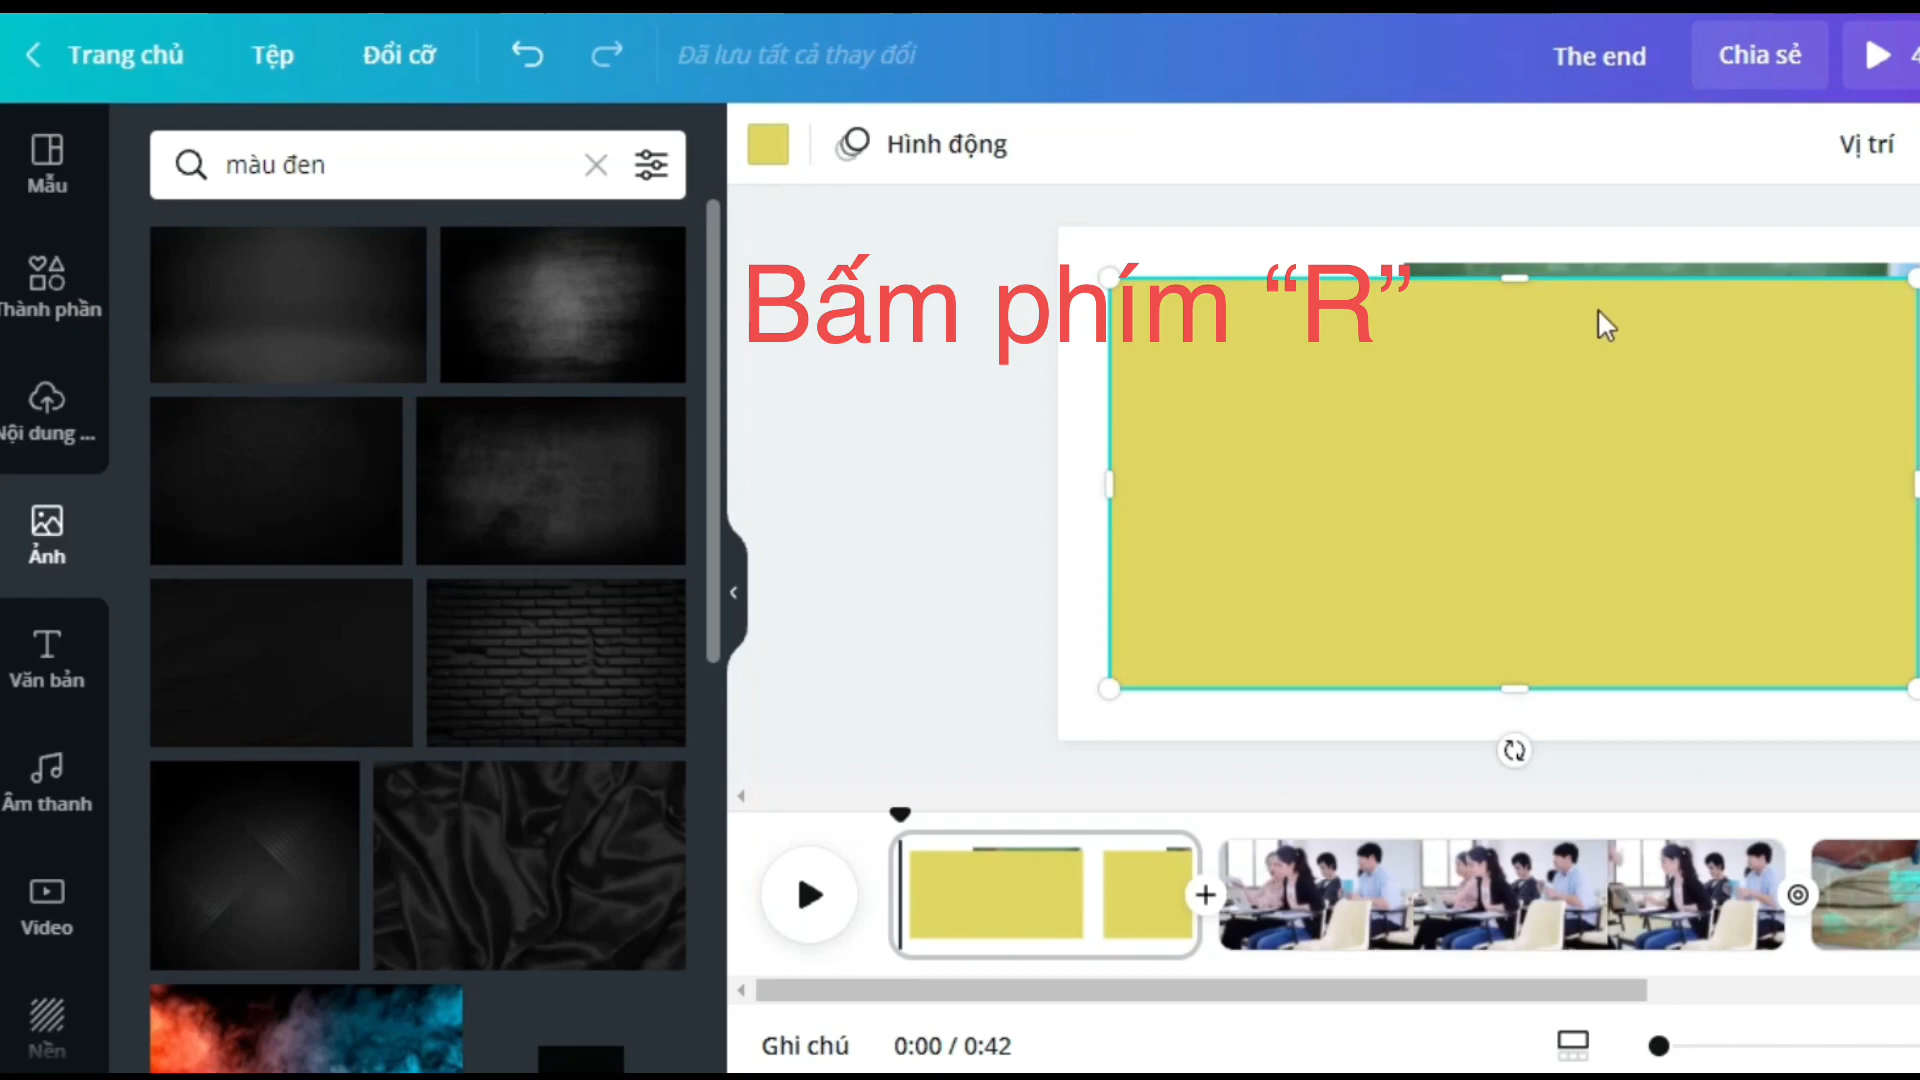 Trang chủ Tệp Đổi cỡ Đã lưu tất cả thay đổi The end Chia sẻ 4
màu đen
Hình động Vị trí
Mẫu
Thành phần
Nội dung ...
Ảnh
Văn bản
Âm thanh
Video
Nền
Bấm phím “R”
Ghi chú 0:00 / 0:42